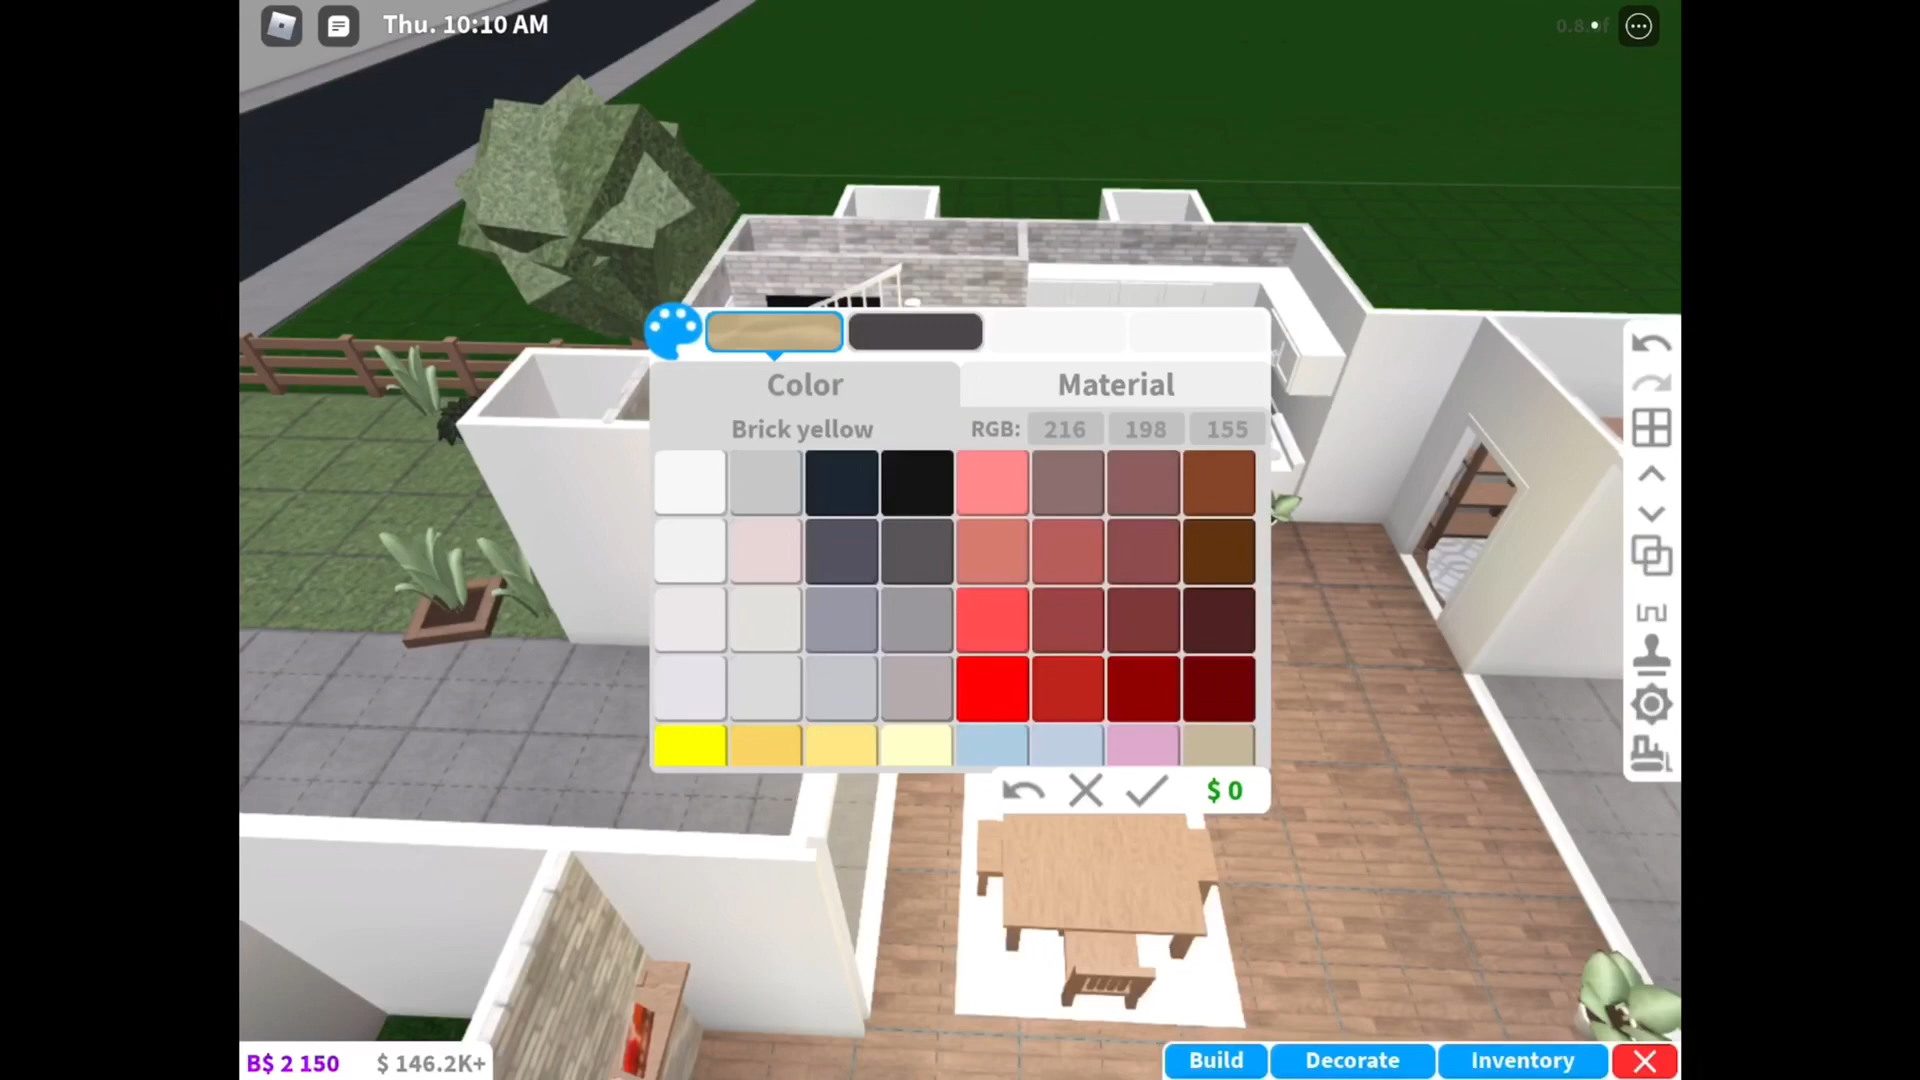 Thu. 10:10 AM
Color
Material
Brick yellow
RGB: 216 198 155
$ 0
B$ 2 150
$ 146.2K+
Build
Decorate
Inventory